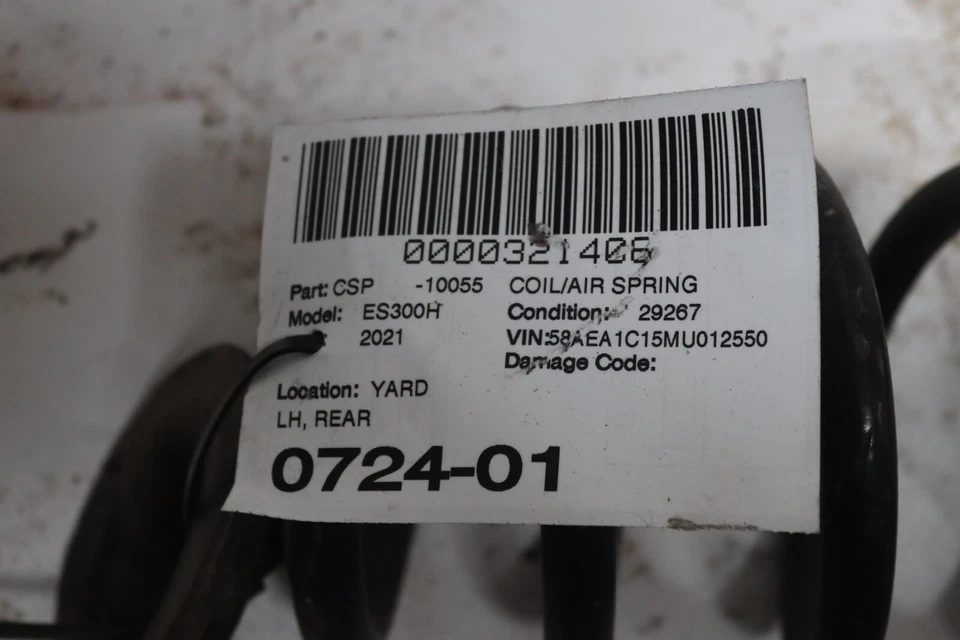 0000321408
Part: CSP -10055 COIL/AIR SPRING
Model: ES300H Condition: 29267
: 2021 VIN:58AEA1C15MU012550
Damage Code:
Location: YARD
LH, REAR
0724-01